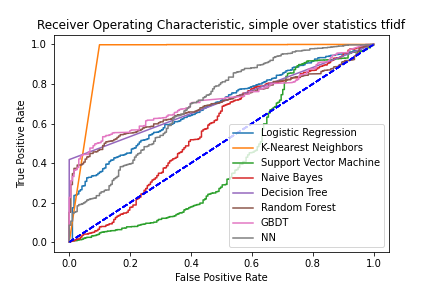 Receiver Operating Characteristic, simple over statistics tfidf
1.0
0.8
0.6
0.4
0.2
0.0
True Positive Rate
Logistic Regression
K-Nearest Neighbors
Support Vector Machine
Naive Bayes
Decision Tree
Random Forest
GBDT
NN
0.0 0.2 0.4 0.6 0.8 1.0
False Positive Rate